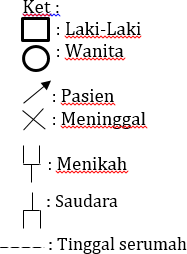 Ket :
: Laki-Laki
: Wanita
: Pasien
: Meninggal
: Menikah
: Saudara
: Tinggal serumah